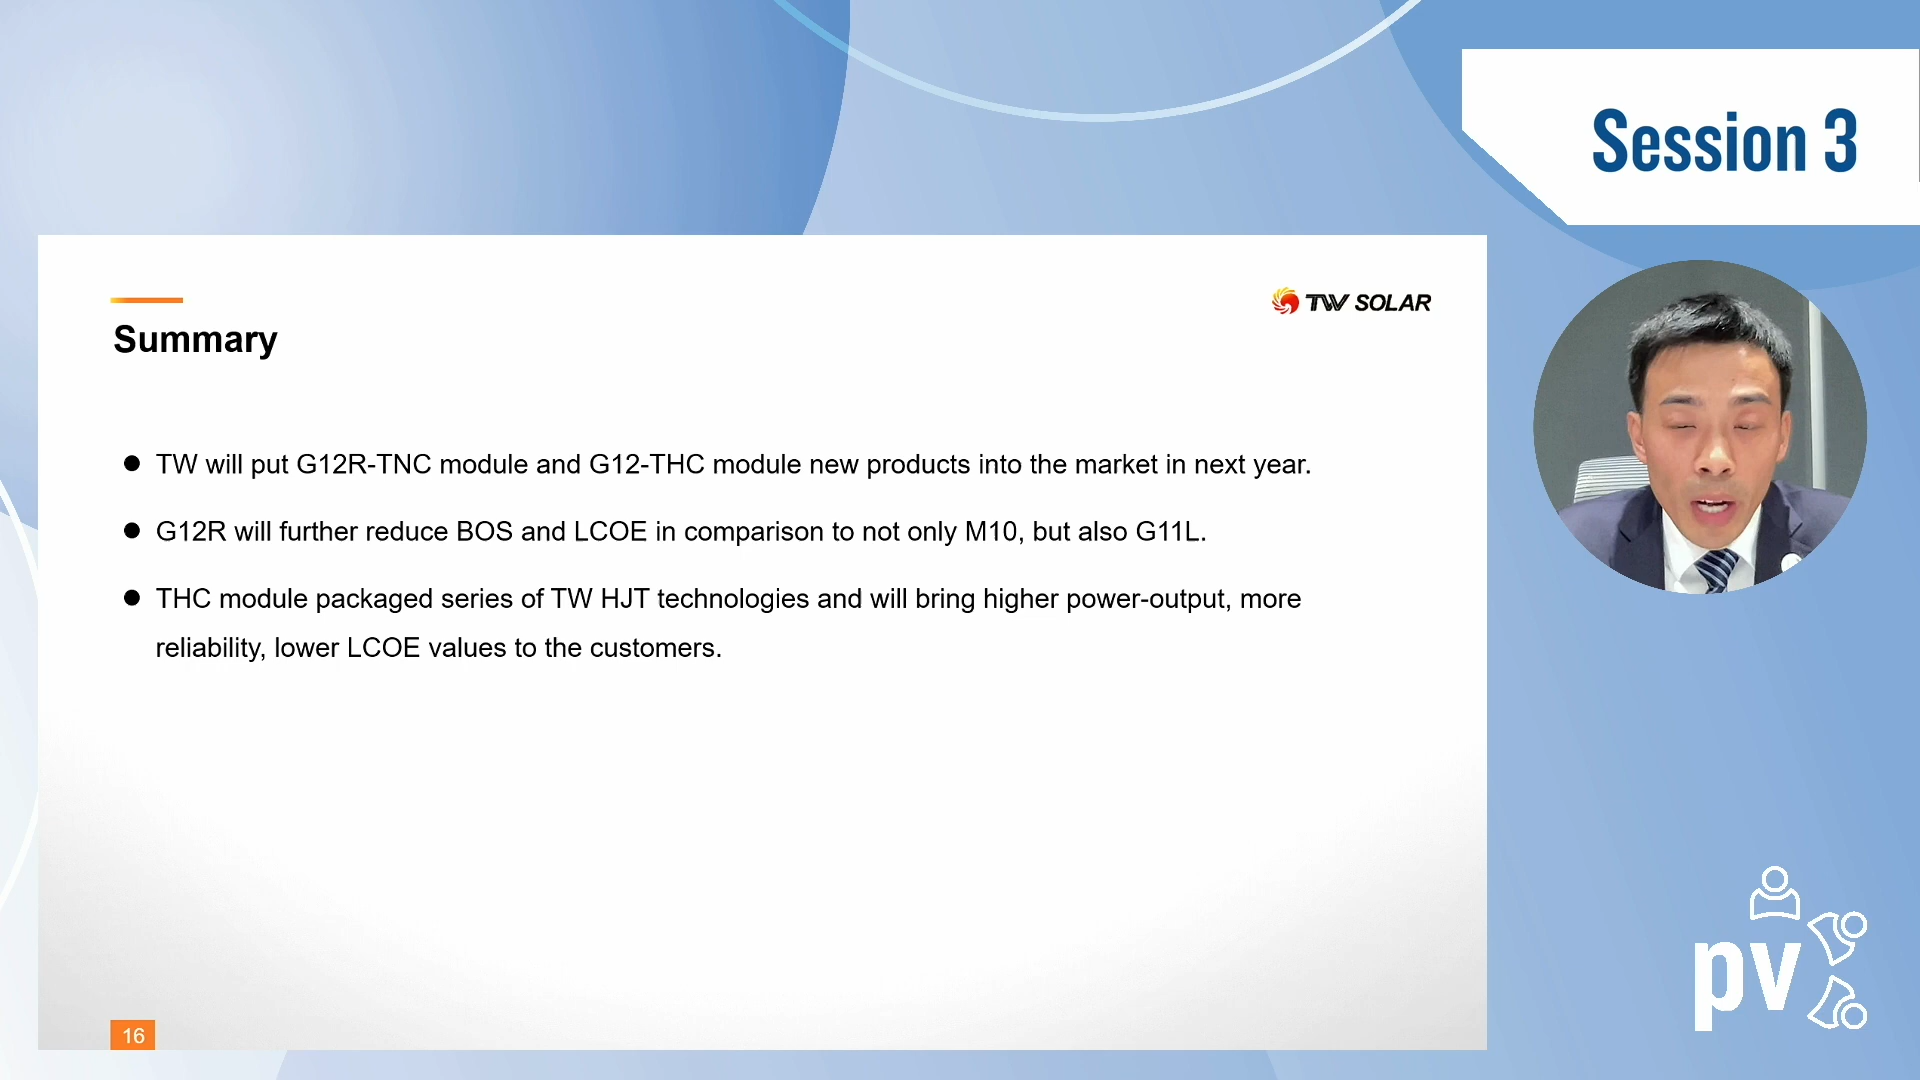 Session 3
TW SOLAR
Summary
● TW will put G12R-TNC module and G12-THC module new products into the market in next year.
● G12R will further reduce BOS and LCOE in comparison to not only M10, but also G11L.
● THC module packaged series of TW HJT technologies and will bring higher power-output, more
reliability, lower LCOE values to the customers.
pv
16